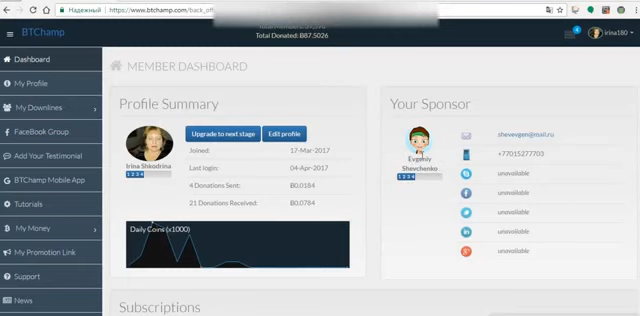 Надежный
https://www.btchamp.com/back_off
BTChamp
Total Donated: Ƀ87,5026
4
irina180
Dashboard
My Profile
My Downlines
FaceBook Group
Add Your Testimonial
BTChamp Mobile App
Tutorials
My Money
My Promotion Link
Support
News
MEMBER DASHBOARD
Profile Summary
Irina Shkodrina
1 2 3 4
Upgrade to next stage
Edit profile
Joined: 17-Mar-2017
Last login: 04-Apr-2017
4 Donations Sent: Ƀ0.0184
21 Donations Received: Ƀ0.0784
Daily Coins (x1000)
Your Sponsor
Evgeniy
Shevchenko
1 2 3 4
shevevgen@mail.ru
+77015277703
unavailable
unavailable
unavailable
unavailable
unavailable
Subscriptions